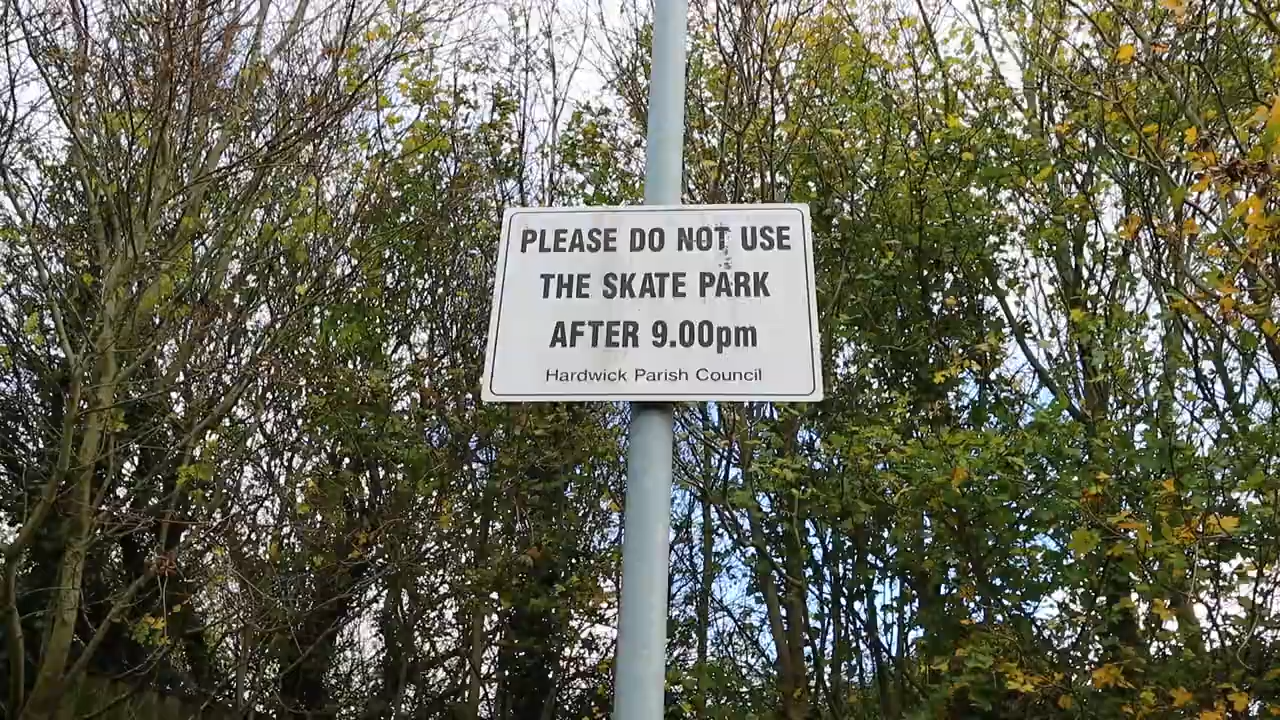 PLEASE DO NOT USE
THE SKATE PARK
AFTER 9.00pm
Hardwick Parish Council